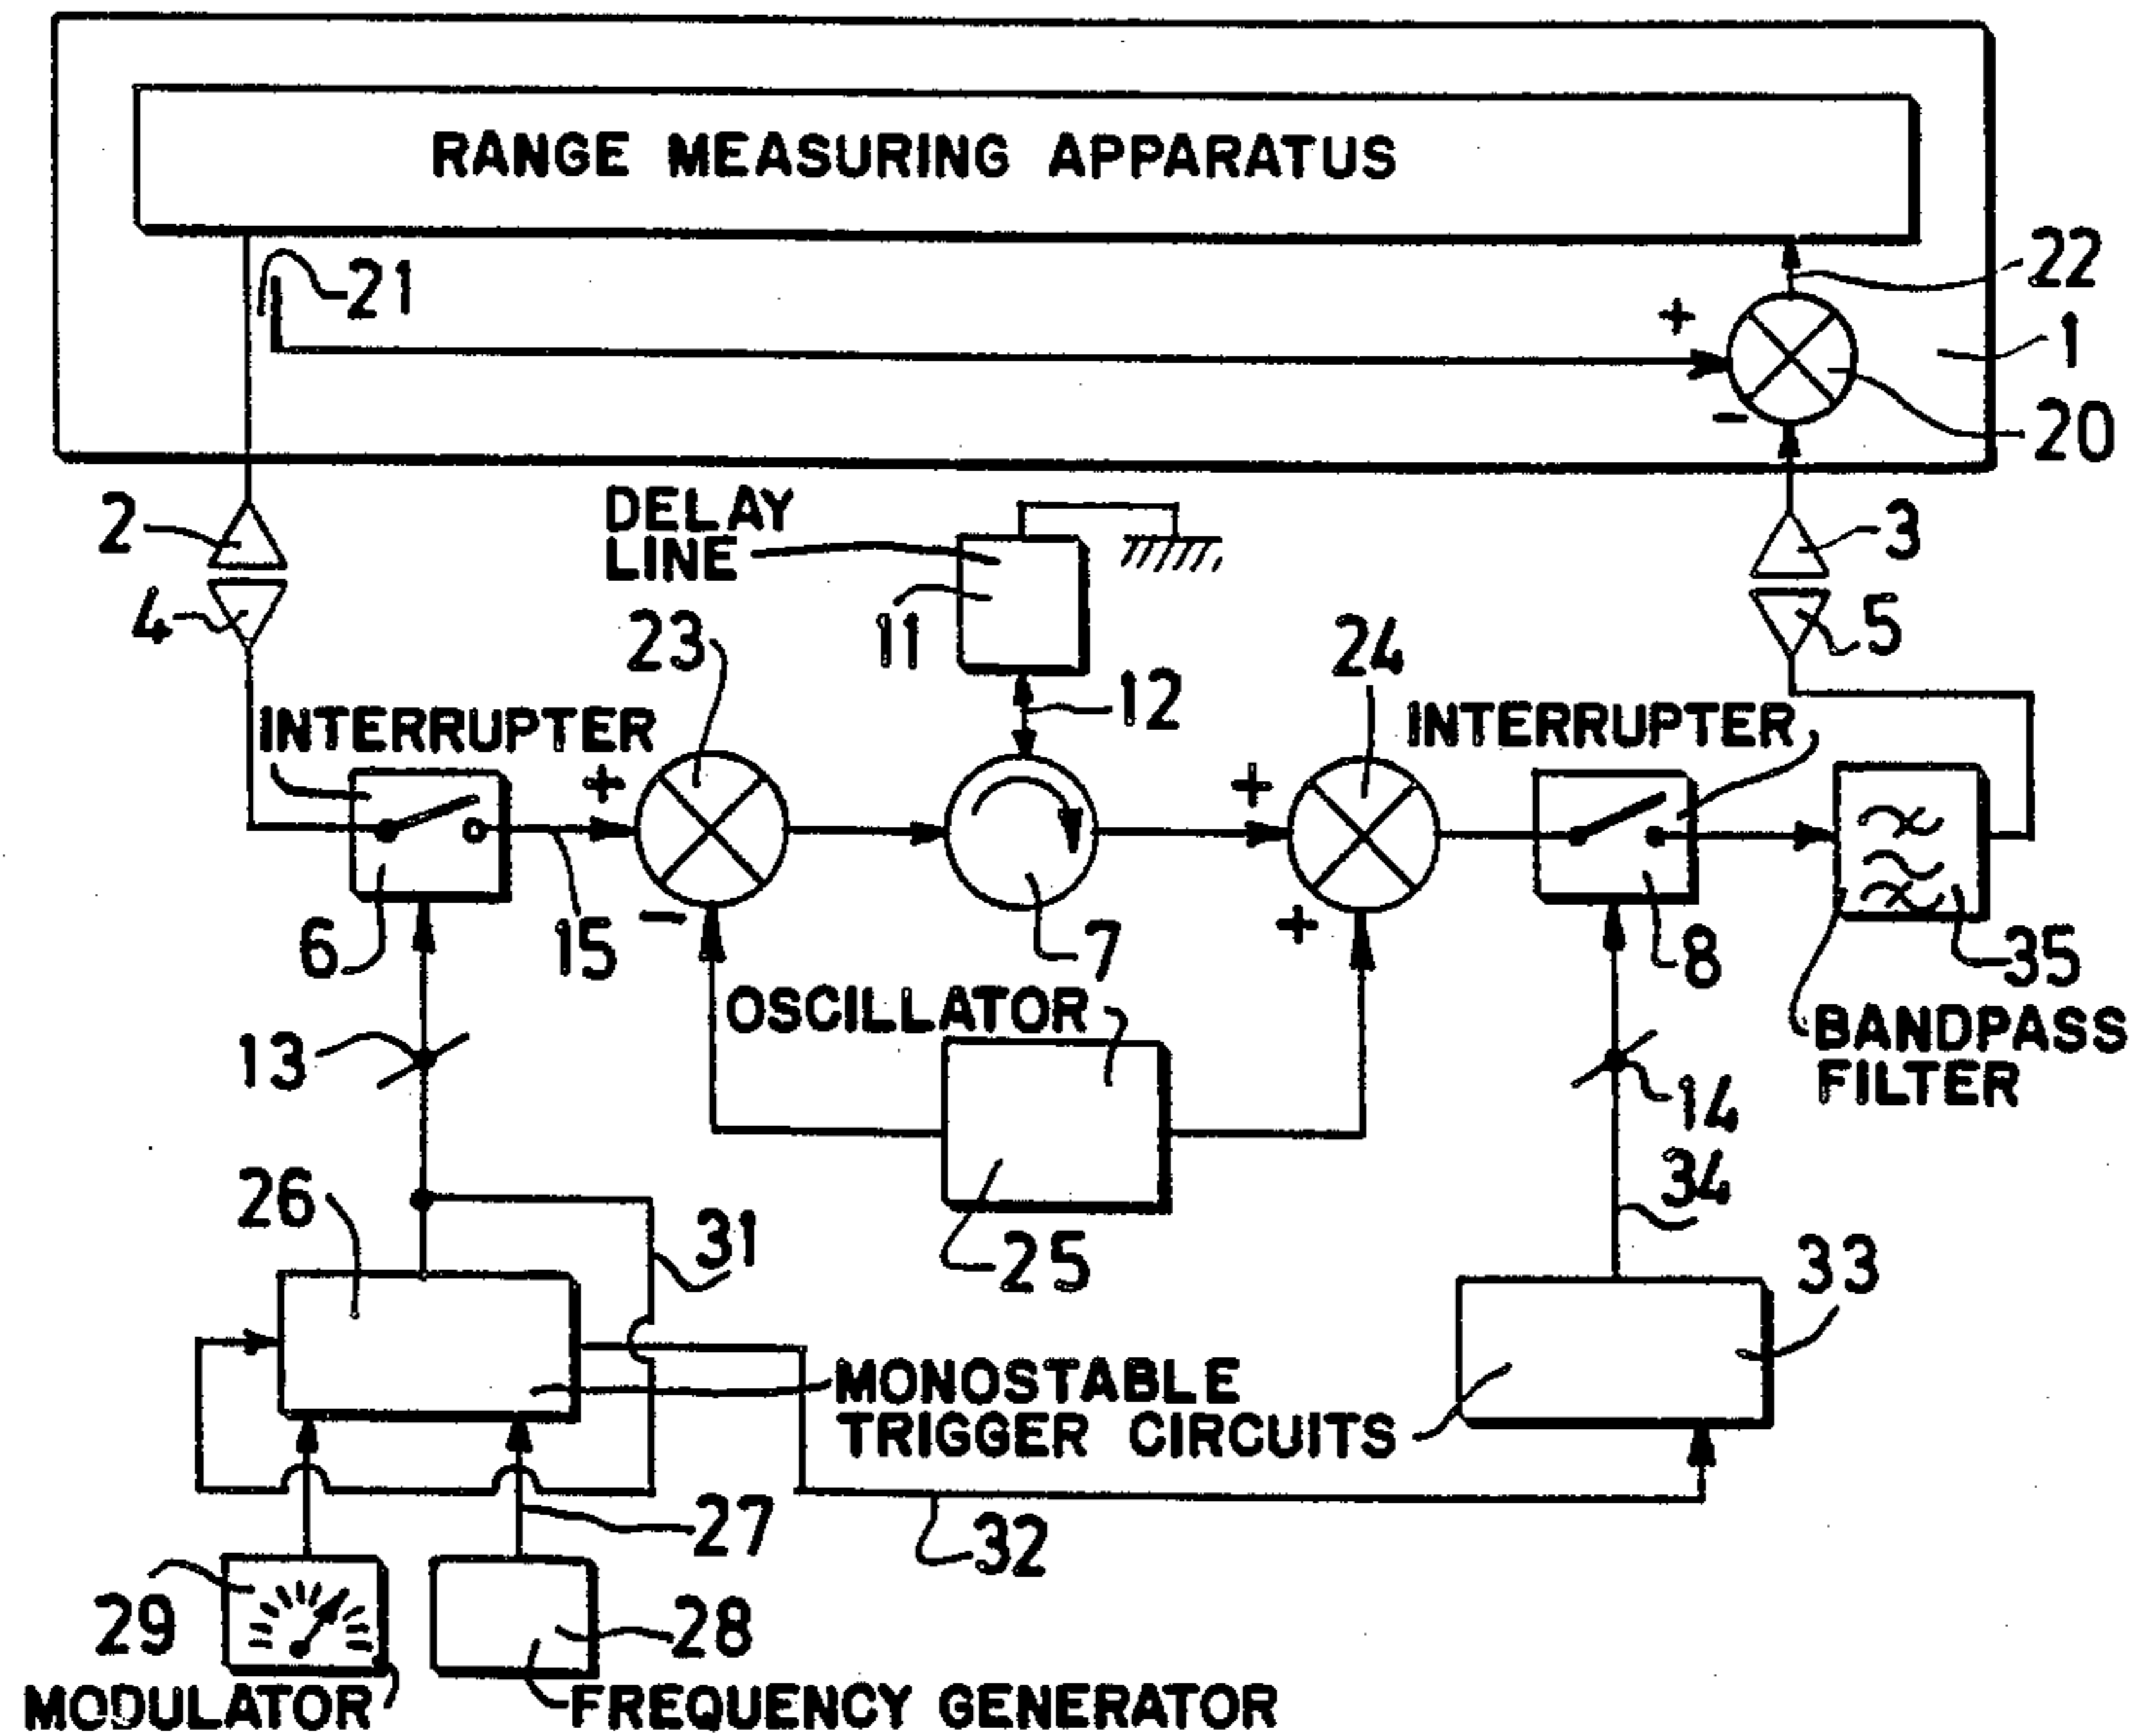 RANGE MEASURING APPARATUS
21
22
+
1
-
20
2
DELAY
LINE
3
4
23
11
24
5
12
INTERRUPTER
INTERRUPTER
+
+
6
15
-
+
7
8
35
OSCILLATOR
BANDPASS
FILTER
13
14
26
31
25
34
33
MONOSTABLE
TRIGGER CIRCUITS
27
32
29
28
MODULATOR
FREQUENCY GENERATOR